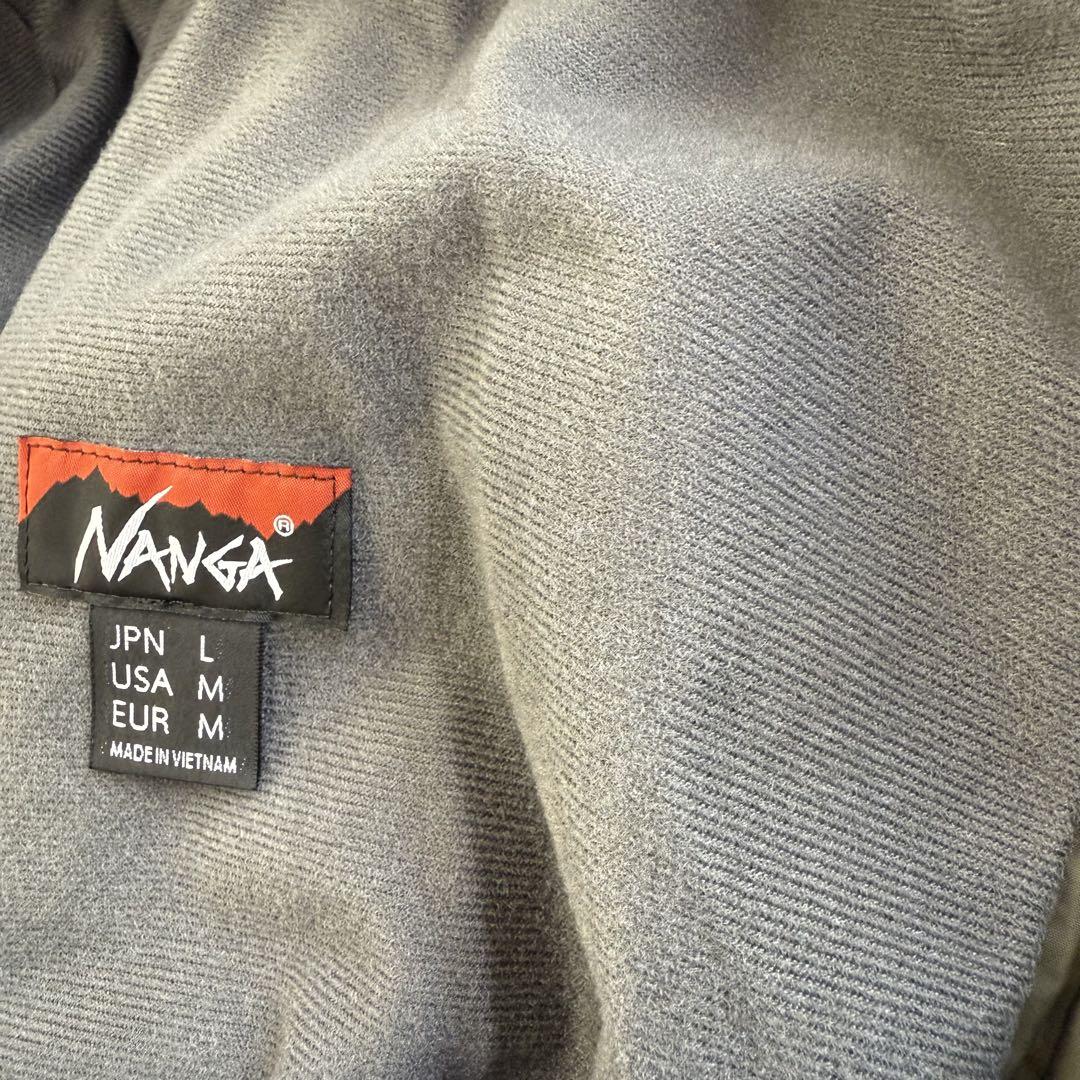 NANGA®
JPN L
USA M
EUR M
MADE IN VIETNAM